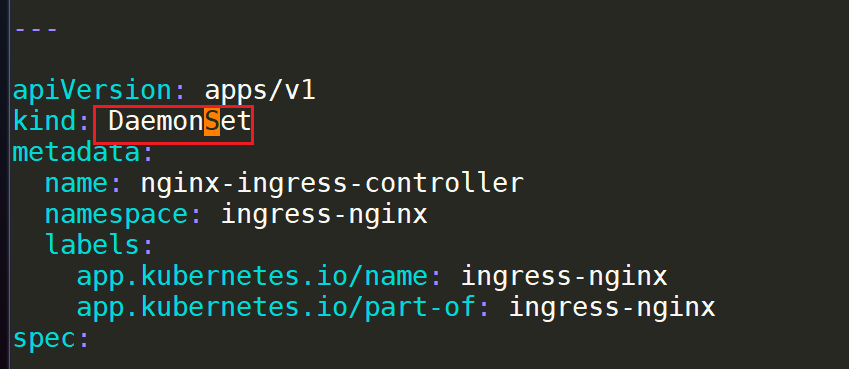 ---
apiVersion: apps/v1
kind: DaemonSet
metadata:
  name: nginx-ingress-controller
  namespace: ingress-nginx
  labels:
    app.kubernetes.io/name: ingress-nginx
    app.kubernetes.io/part-of: ingress-nginx
spec: